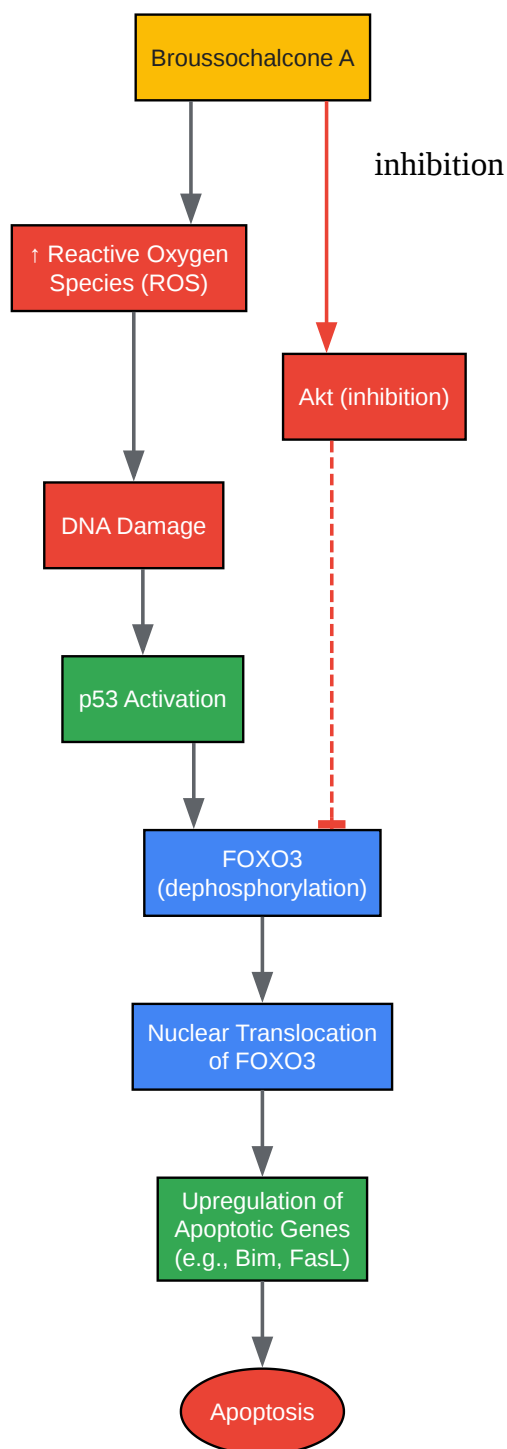 Broussochalcone A
inhibition
↑ Reactive Oxygen
Species (ROS)
Akt (inhibition)
DNA Damage
p53 Activation
FOXO3
(dephosphorylation)
Nuclear Translocation
of FOXO3
Upregulation of
Apoptotic Genes
(e.g., Bim, FasL)
Apoptosis